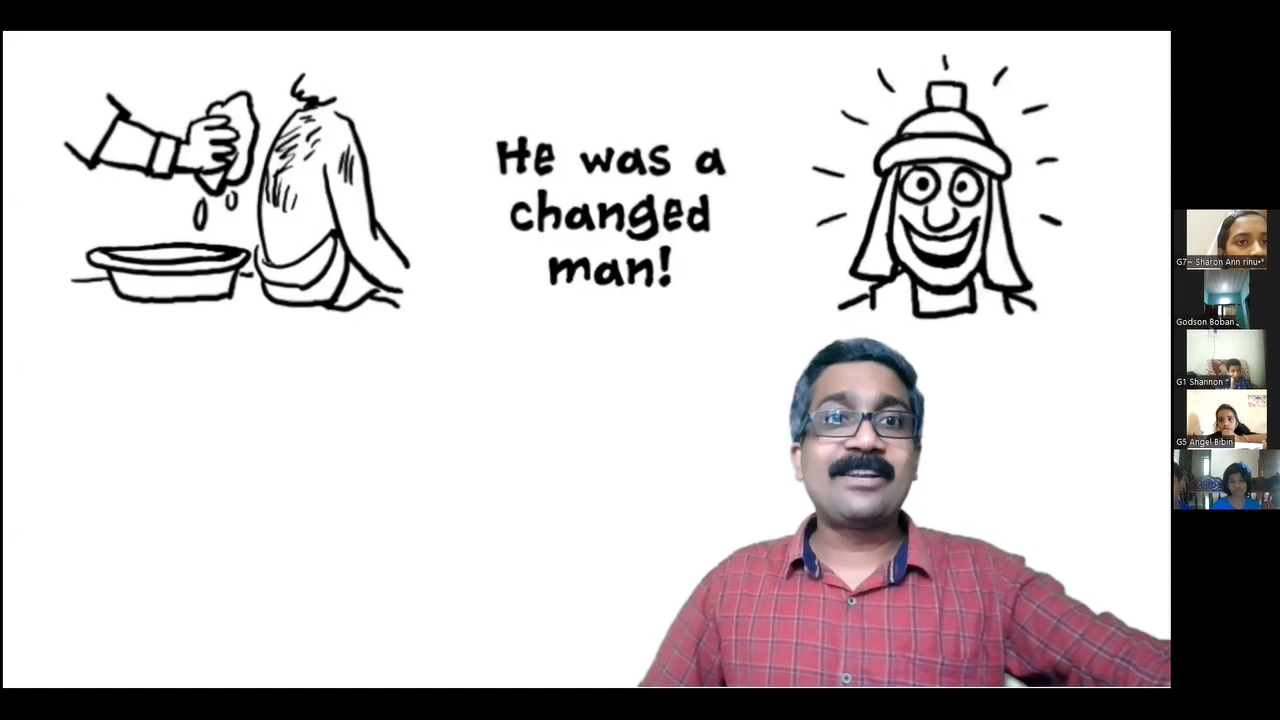 He was a
changed
man!
G7~ Sharon Ann rinu•°
Godson Boban
G1 Shannon
G5 Angel Bibin